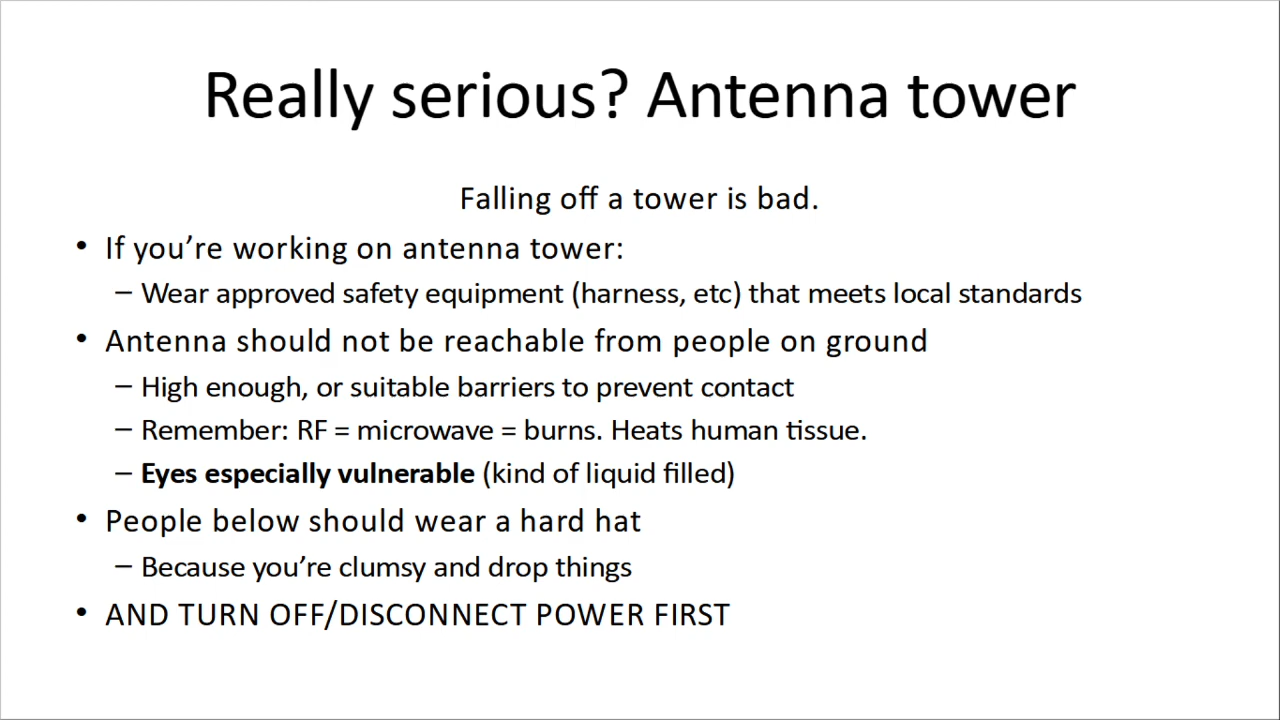 Really serious? Antenna tower
Falling off a tower is bad.
• If you’re working on antenna tower:
– Wear approved safety equipment (harness, etc) that meets local standards
• Antenna should not be reachable from people on ground
– High enough, or suitable barriers to prevent contact
– Remember: RF = microwave = burns. Heats human tissue.
– Eyes especially vulnerable (kind of liquid filled)
• People below should wear a hard hat
– Because you’re clumsy and drop things
• AND TURN OFF/DISCONNECT POWER FIRST